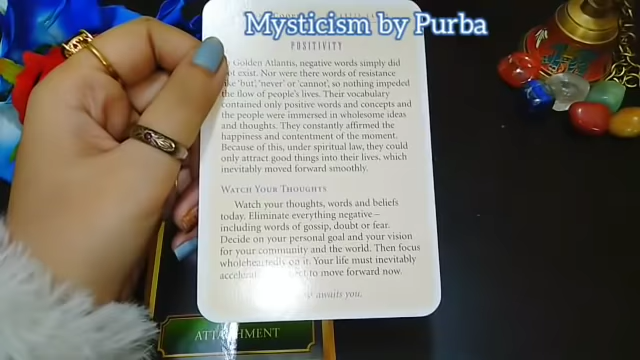 Mysticism by Purba
POSITIVITY
Golden Atlantis, negative words simply did
not exist. Nor were there words of resistance
like 'but', 'never' or 'cannot', so nothing impeded
the flow of people's lives. Their vocabulary
contained only positive words and concepts and
the people were immersed in wholesome ideas
and thoughts. They constantly affirmed the
happiness and contentment of the moment.
Because of this, under spiritual law, they could
only attract good things into their lives, which
inevitably moved forward smoothly.
WATCH YOUR THOUGHTS
Watch your thoughts, words and beliefs
today. Eliminate everything negative—
including words of gossip, doubt or fear.
Decide on your personal goal and your vision
for your community and the world. Then focus
wholeheartedly on it. Your life must inevitably
to move forward now.
awaits you.
ATTACHMENT